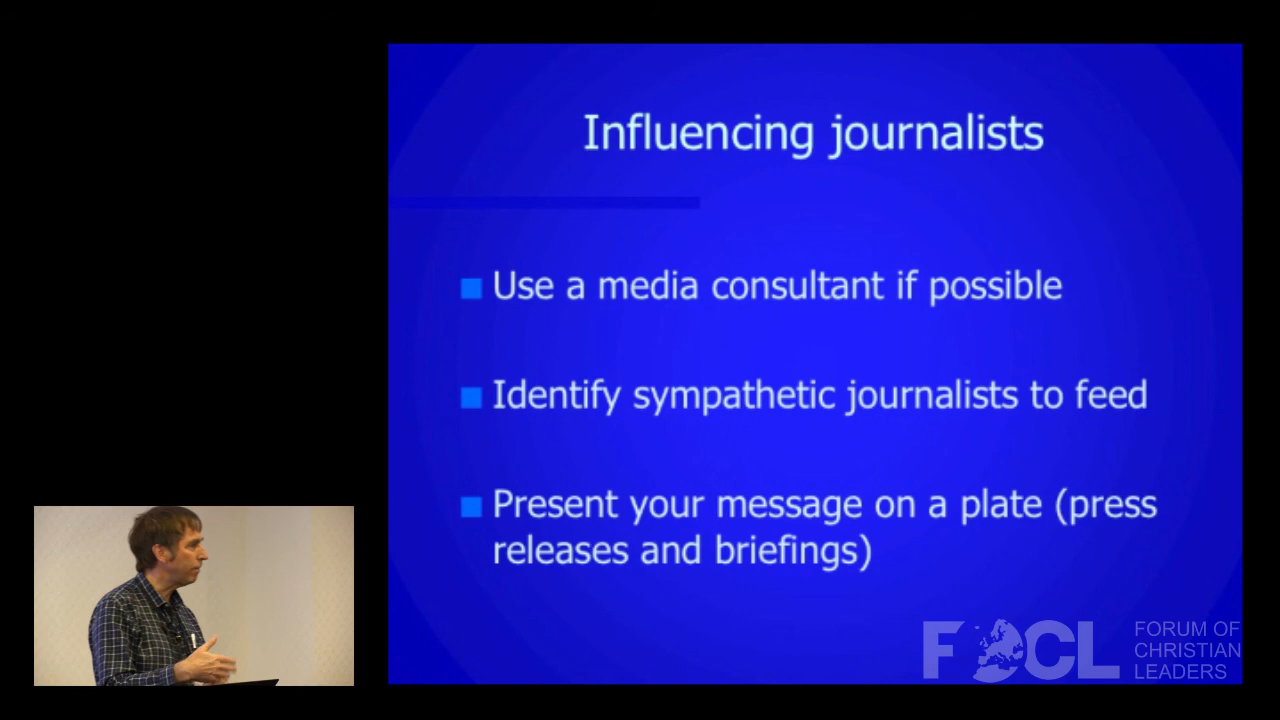 Influencing journalists
Use a media consultant if possible
Identify sympathetic journalists to feed
Present your message on a plate (press
releases and briefings)
FOCL
FORUM OF
CHRISTIAN
LEADERS